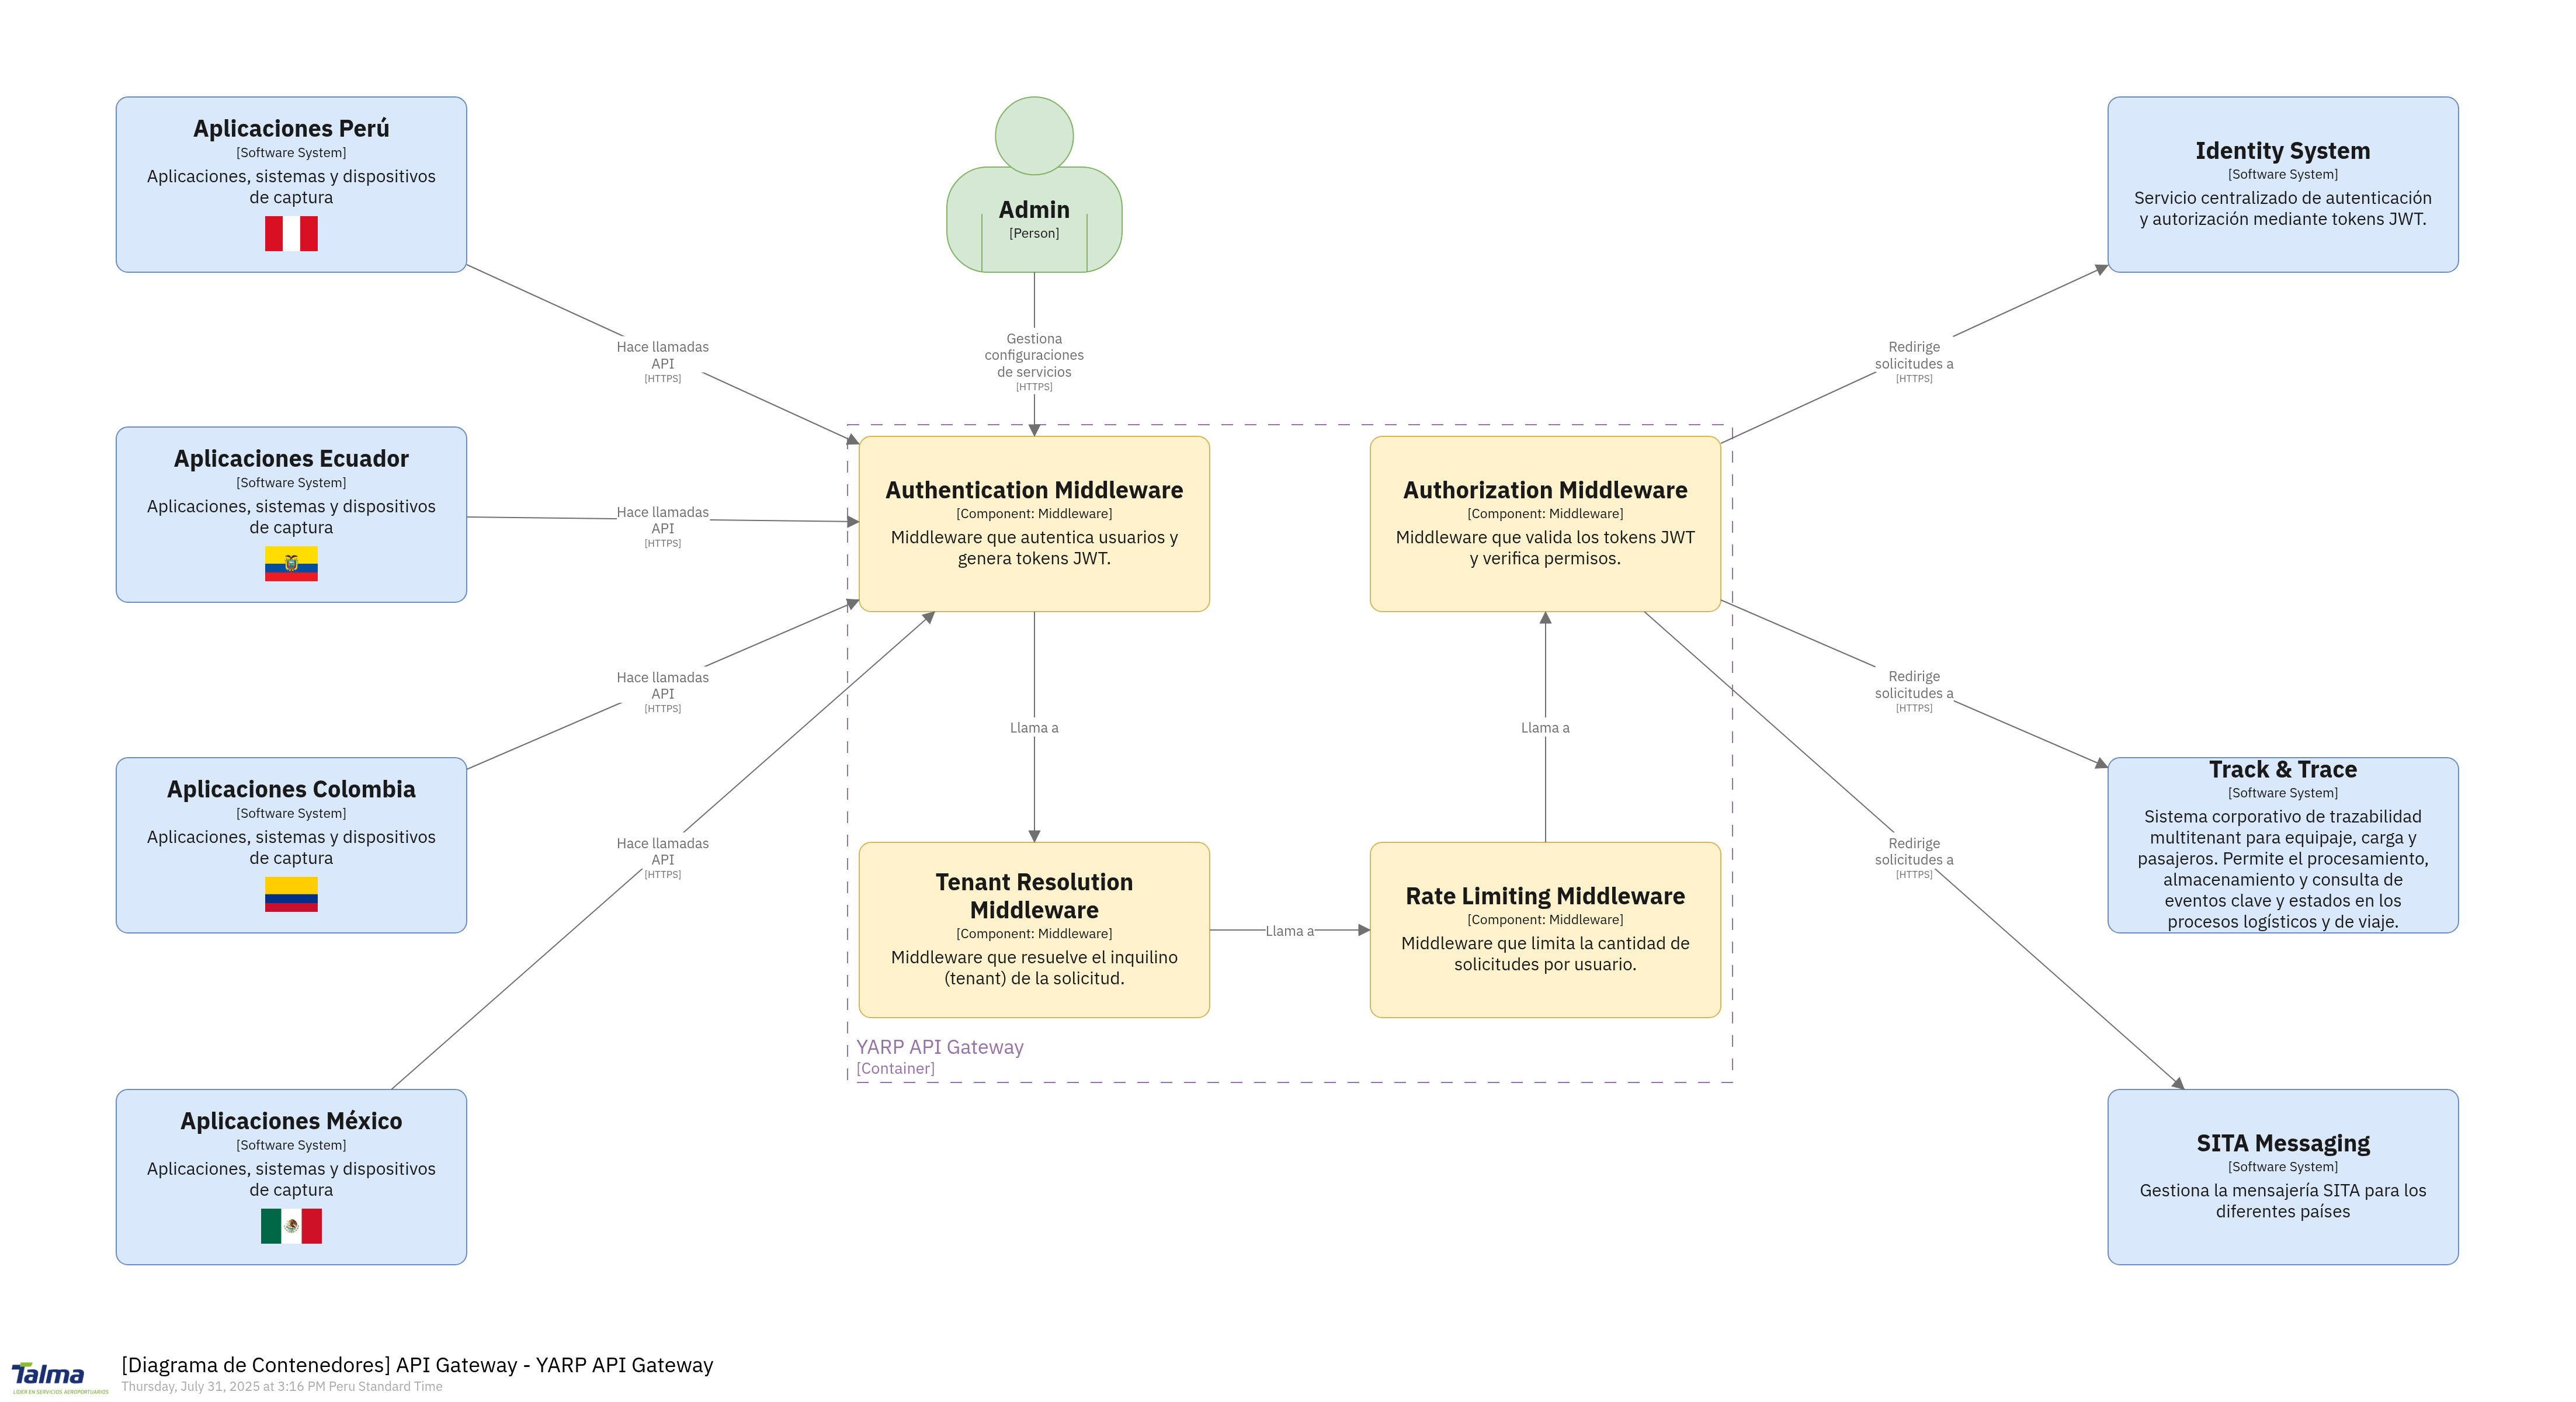 Aplicaciones Perú
[Software System]
Aplicaciones, sistemas y dispositivos
de captura
Admin
[Person]
Identity System
[Software System]
Servicio centralizado de autenticación
y autorización mediante tokens JWT.
Hace llamadas
API
[HTTPS]
Gestiona
configuraciones
de servicios
[HTTPS]
Redirige
solicitudes a
[HTTPS]
Aplicaciones Ecuador
[Software System]
Aplicaciones, sistemas y dispositivos
de captura
Hace llamadas
API
[HTTPS]
Authentication Middleware
[Component: Middleware]
Middleware que autentica usuarios y
genera tokens JWT.
Authorization Middleware
[Component: Middleware]
Middleware que valida los tokens JWT
y verifica permisos.
Hace llamadas
API
[HTTPS]
Llama a
Llama a
Redirige
solicitudes a
[HTTPS]
Aplicaciones Colombia
[Software System]
Aplicaciones, sistemas y dispositivos
de captura
Hace llamadas
API
[HTTPS]
Tenant Resolution
Middleware
[Component: Middleware]
Middleware que resuelve el inquilino
(tenant) de la solicitud.
Llama a
Rate Limiting Middleware
[Component: Middleware]
Middleware que limita la cantidad de
solicitudes por usuario.
Redirige
solicitudes a
[HTTPS]
Track & Trace
[Software System]
Sistema corporativo de trazabilidad
multitenant para equipaje, carga y
pasajeros. Permite el procesamiento,
almacenamiento y consulta de
eventos clave y estados en los
procesos logísticos y de viaje.
YARP API Gateway
[Container]
Aplicaciones México
[Software System]
Aplicaciones, sistemas y dispositivos
de captura
SITA Messaging
[Software System]
Gestiona la mensajería SITA para los
diferentes países
Talma
LÍDER EN SERVICIOS AEROPORTUARIOS
[Diagrama de Contenedores] API Gateway - YARP API Gateway
Thursday, July 31, 2025 at 3:16 PM Peru Standard Time